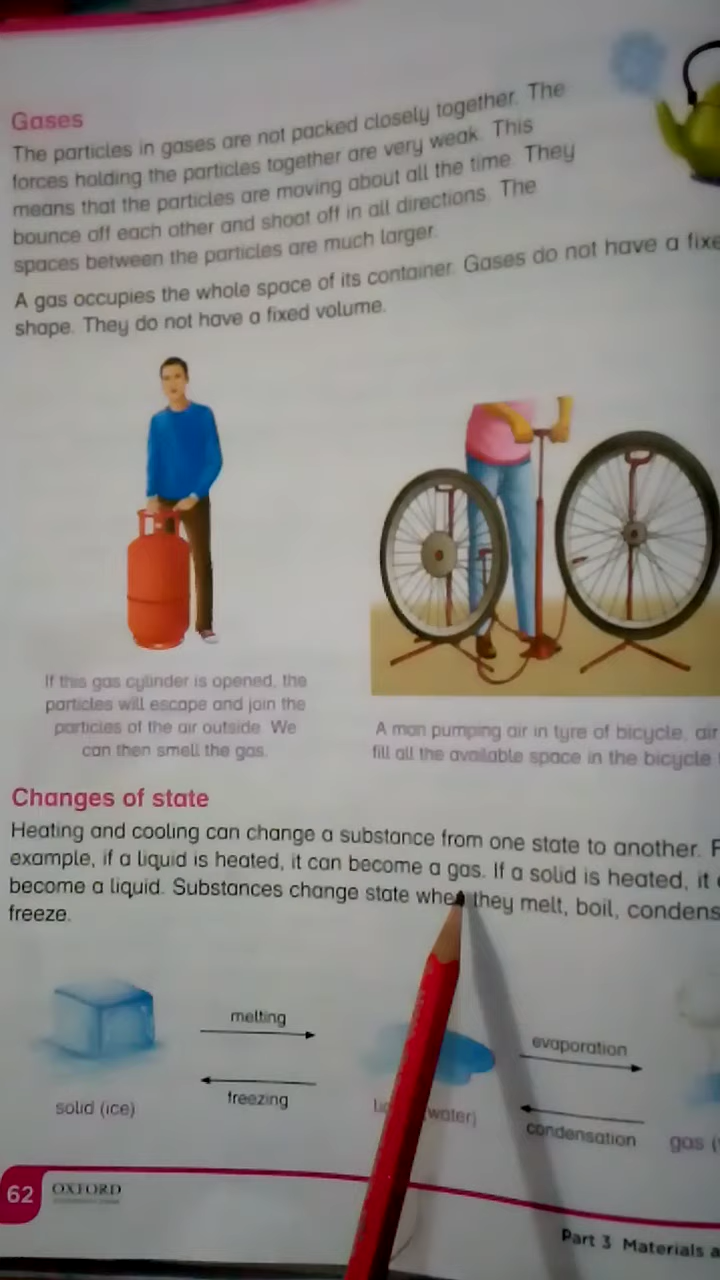 Gases
The particles in gases are not packed closely together. The
forces holding the particles together are very weak. This
means that the particles are moving about all the time. They
bounce off each other and shoot off in all directions. The
spaces between the particles are much larger.
A gas occupies the whole space of its container. Gases do not have a fixe
shape. They do not have a fixed volume.
If this gas cylinder is opened, the
particles will escape and join the
particles of the air outside. We
can then smell the gas.
A man pumping air in tyre of bicycle, air
fill all the available space in the bicycle
Changes of state
Heating and cooling can change a substance from one state to another. F
example, if a liquid is heated, it can become a gas. If a solid is heated, it
become a liquid. Substances change state when they melt, boil, condens
freeze.
melting
evaporation
freezing
solid (ice)
water)
condensation
gas (
62
OXFORD
Part 3 Materials a